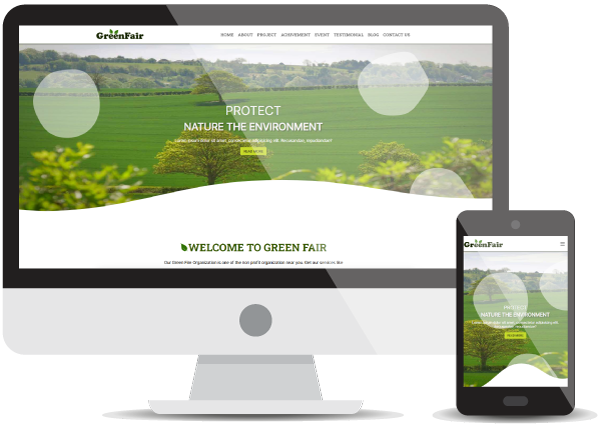 GreenFair
HOME ABOUT PROJECT ACHIEVEMENT EVENT TESTIMONIAL BLOG CONTACT US
PROTECT
NATURE THE ENVIRONMENT
READ MORE
WELCOME TO GREEN FAIR
Our Green Fair Organization is one of the non profit organization near you. Get our services like
GreenFair
PROTECT
NATURE THE ENVIRONMENT
READ MORE